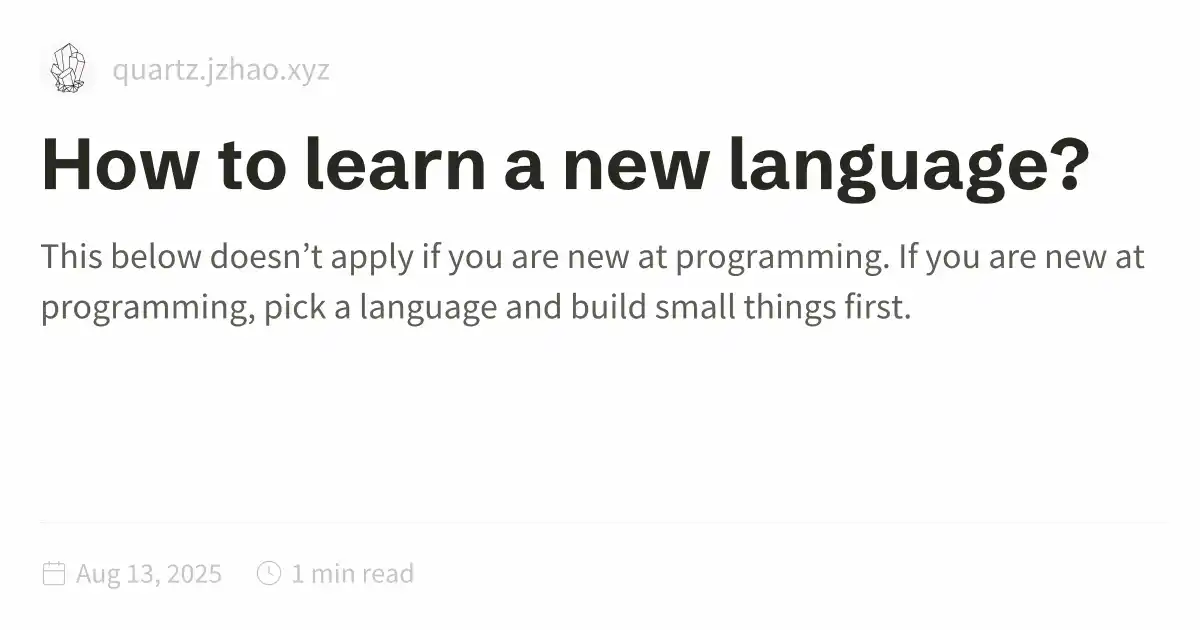 quartz.jzhao.xyz
How to learn a new language?
This below doesn’t apply if you are new at programming. If you are new at
programming, pick a language and build small things first.
Aug 13, 2025 1 min read